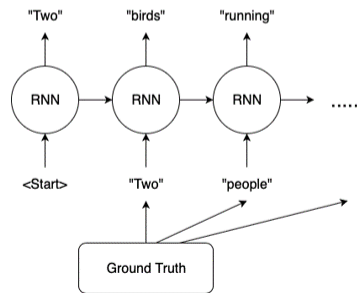 "Two" "birds" "running"
RNN RNN RNN
.....
<Start> "Two" "people"
Ground Truth